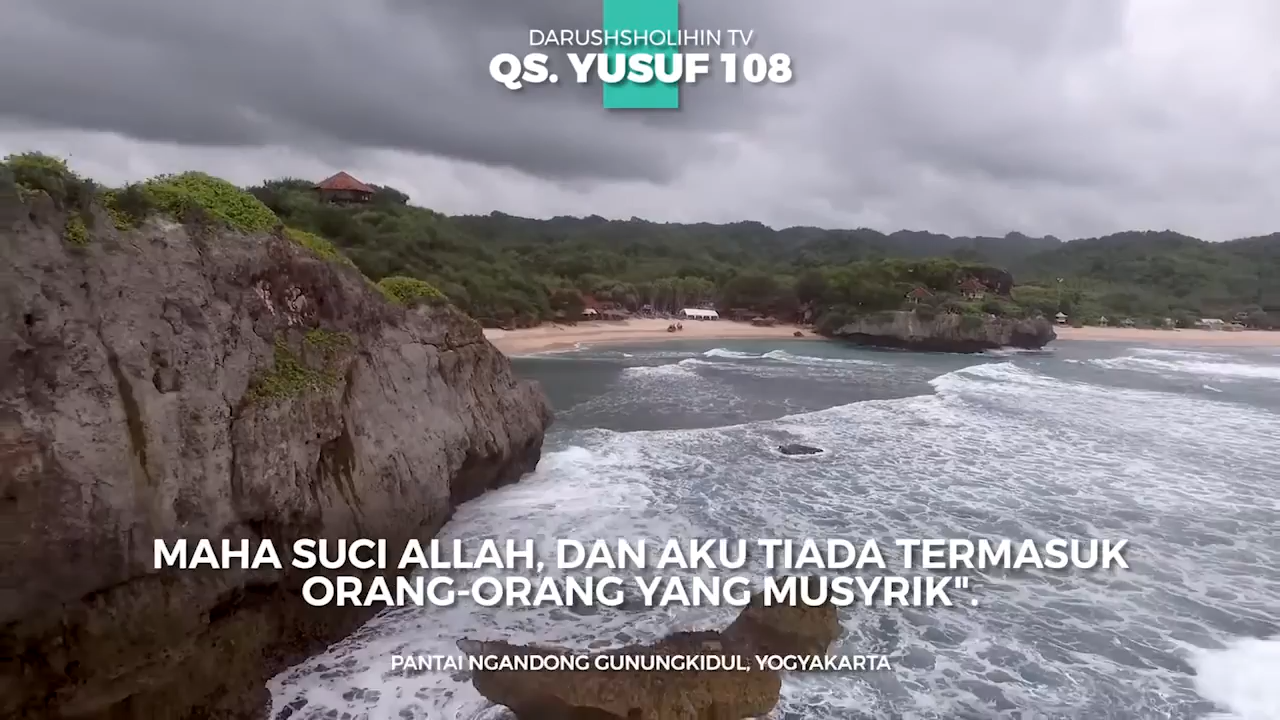 DARUSHSHOLIHIN TV
QS. YUSUF 108
MAHA SUCI ALLAH, DAN AKU TIADA TERMASUK
ORANG-ORANG YANG MUSYRIK".
PANTAI NGANDONG GUNUNGKIDUL, YOGYAKARTA